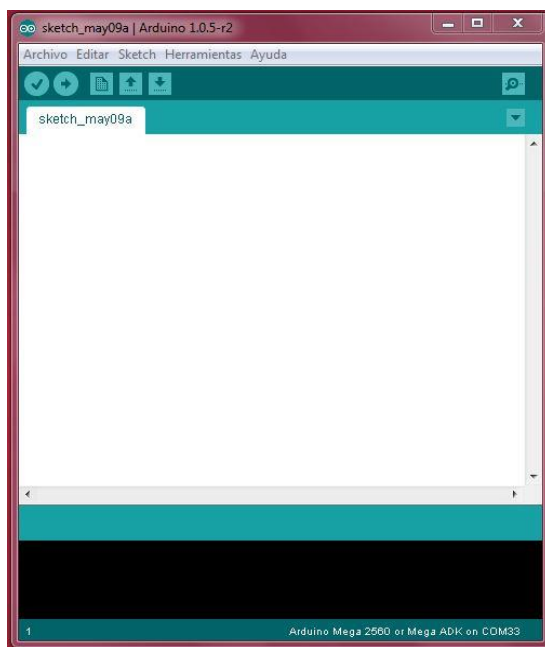 sketch_may09a | Arduino 1.0.5-r2
Archivo Editar Sketch Herramientas Ayuda
sketch_may09a
1 Arduino Mega 2560 or Mega ADK on COM33